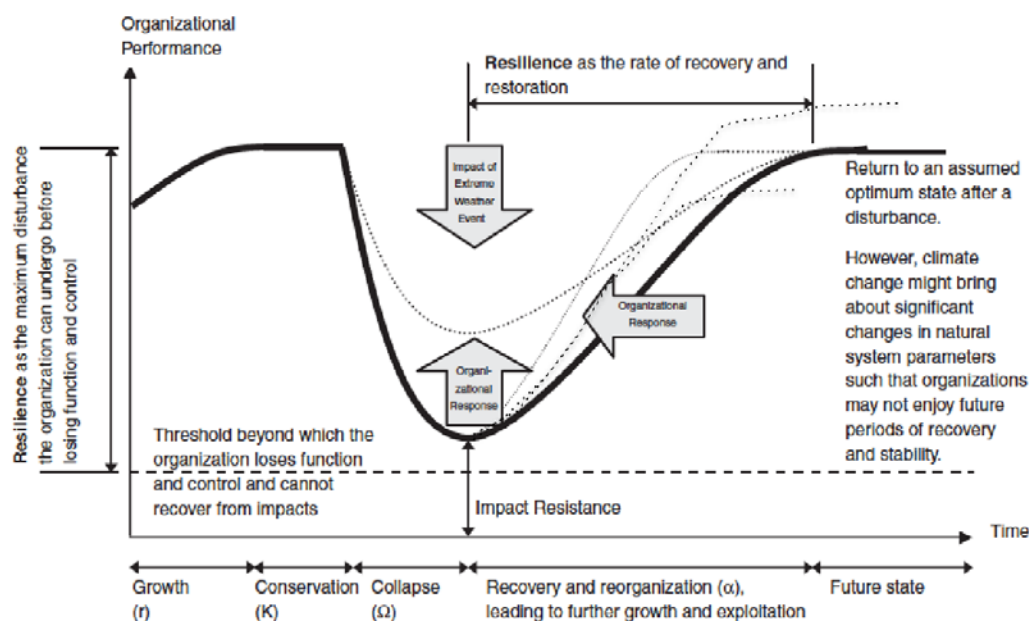 Organizational
Performance
Resilience as the rate of recovery and
restoration
Resilience as the maximum disturbance
the organization can undergo before
losing function and control
Impact of
Extreme
Weather
Event
Return to an assumed
optimum state after a
disturbance.
However, climate
change might bring
about significant
changes in natural
system parameters
such that organizations
may not enjoy future
periods of recovery
and stability.
Organizational
Response
Organi-
zational
Response
Threshold beyond which the
organization loses function
and control and cannot
recover from impacts
Impact Resistance
Time
Growth
(r)
Conservation
(K)
Collapse
(Ω)
Recovery and reorganization (α),
leading to further growth and exploitation
Future state